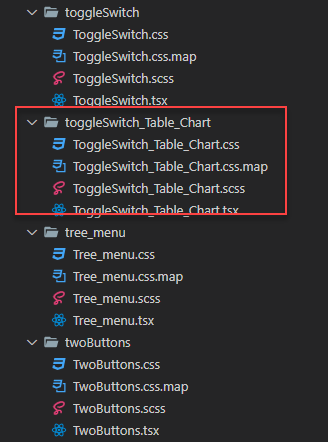 toggleSwitch
ToggleSwitch.css
ToggleSwitch.css.map
ToggleSwitch.scss
ToggleSwitch.tsx
toggleSwitch_Table_Chart
ToggleSwitch_Table_Chart.css
ToggleSwitch_Table_Chart.css.map
ToggleSwitch_Table_Chart.scss
ToggleSwitch_Table_Chart.tsx
tree_menu
Tree_menu.css
Tree_menu.css.map
Tree_menu.scss
Tree_menu.tsx
twoButtons
TwoButtons.css
TwoButtons.css.map
TwoButtons.scss
TwoButtons.tsx